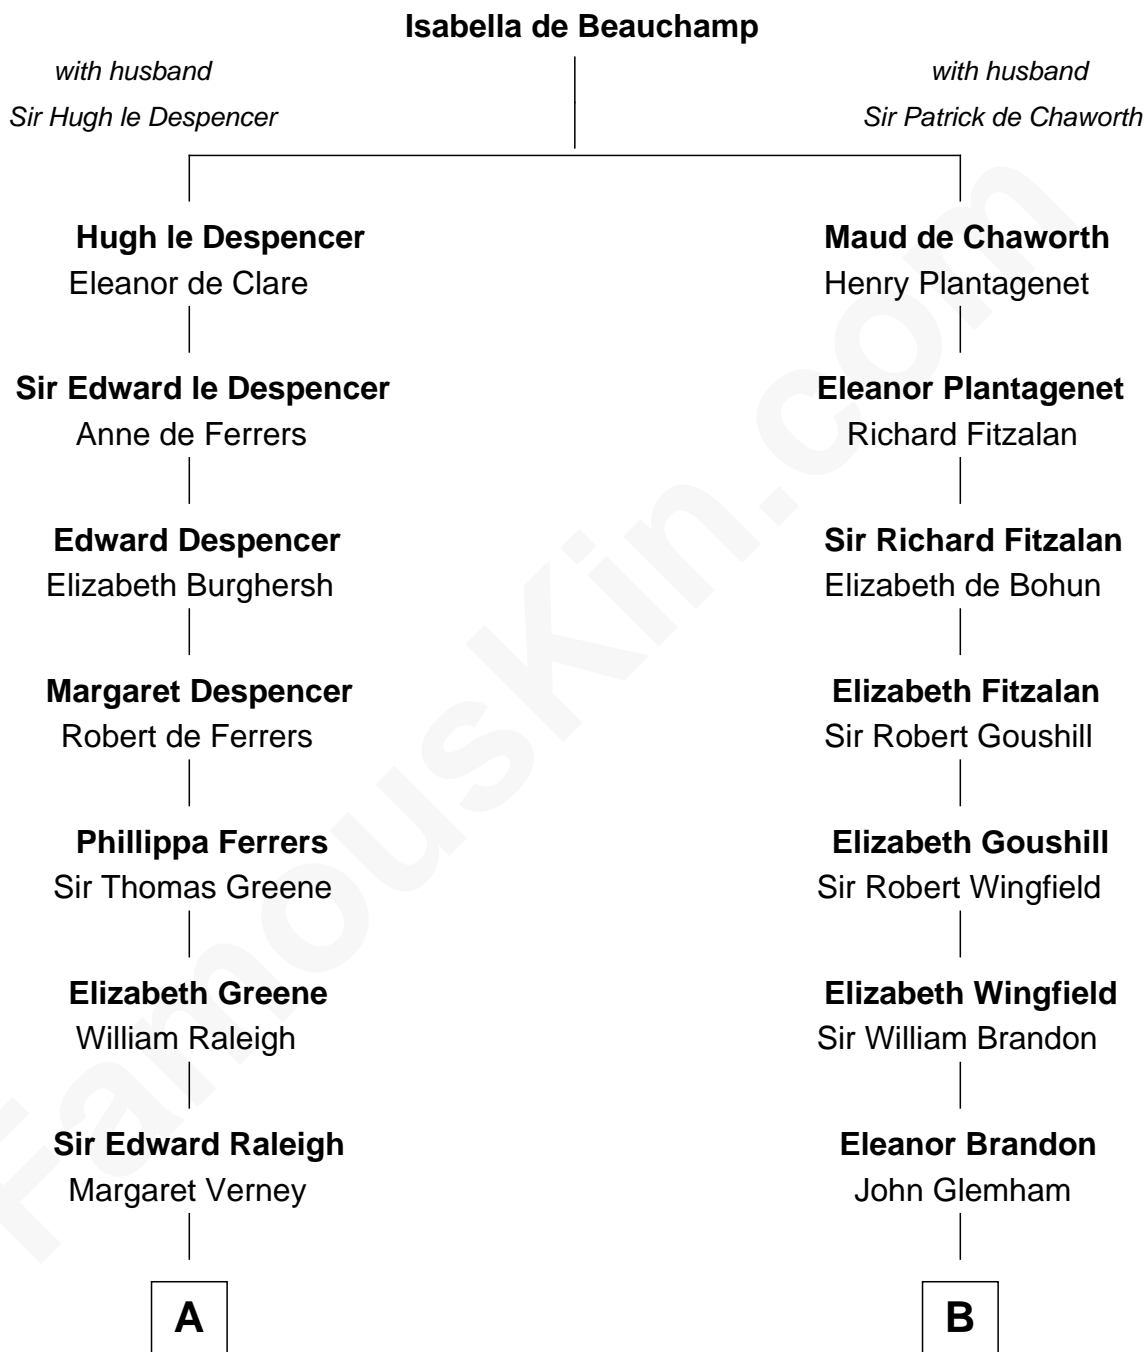 Isabella de Beauchamp
with husband
Sir Hugh le Despencer
with husband
Sir Patrick de Chaworth
Hugh le Despencer
Eleanor de Clare
Maud de Chaworth
Henry Plantagenet
Sir Edward le Despencer
Anne de Ferrers
Eleanor Plantagenet
Richard Fitzalan
Edward Despencer
Elizabeth Burghersh
Sir Richard Fitzalan
Elizabeth de Bohun
Margaret Despencer
Robert de Ferrers
Elizabeth Fitzalan
Sir Robert Goushill
Phillippa Ferrers
Sir Thomas Greene
Elizabeth Goushill
Sir Robert Wingfield
Elizabeth Greene
William Raleigh
Elizabeth Wingfield
Sir William Brandon
Sir Edward Raleigh
Margaret Verney
Eleanor Brandon
John Glemham
A
B
FamousKin.com